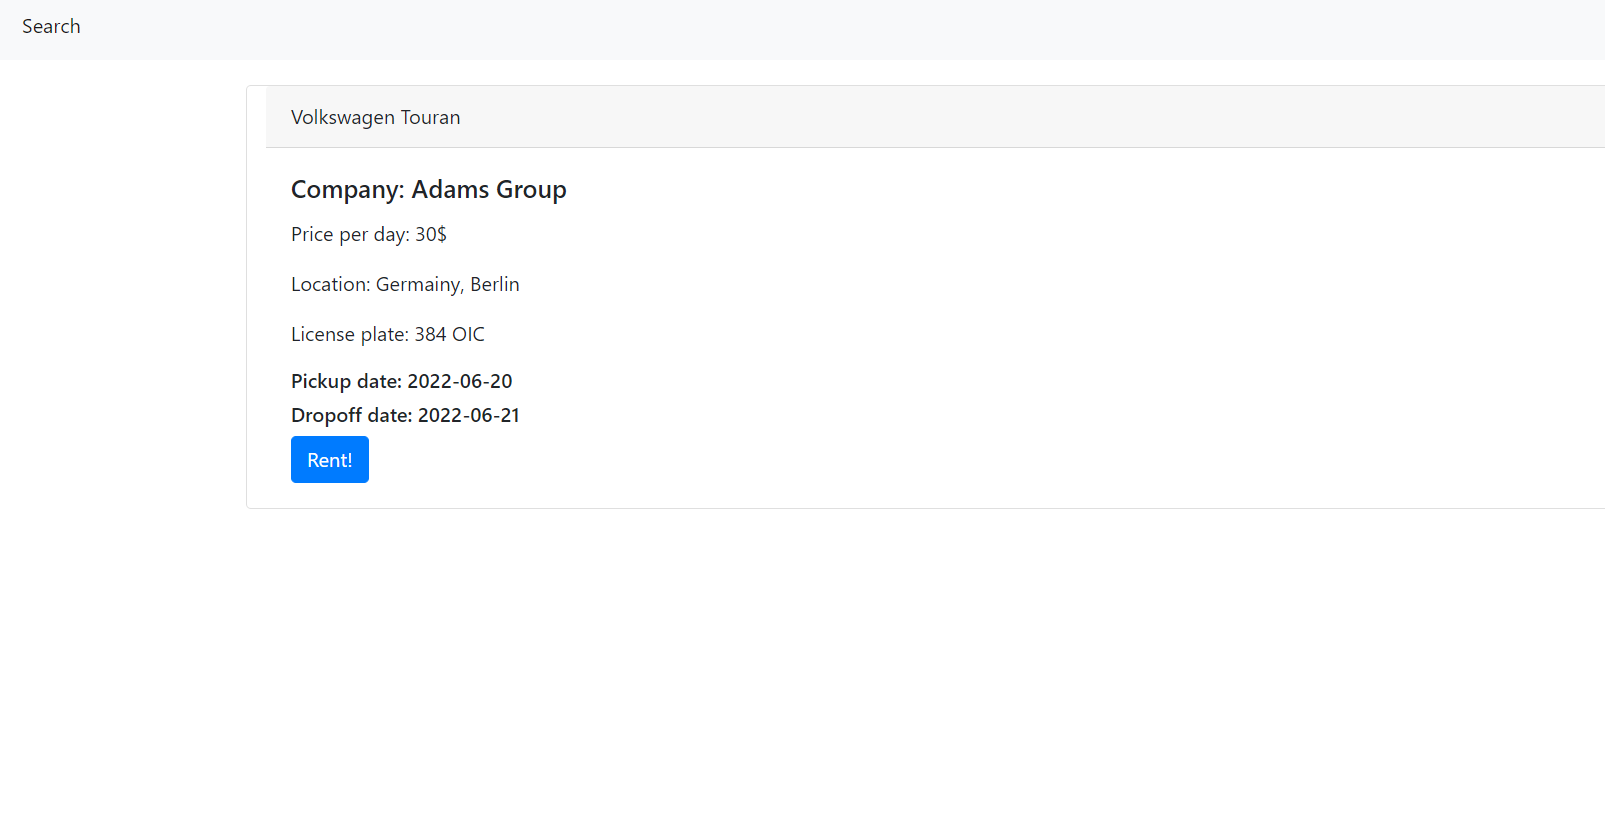 Search
Volkswagen Touran
Company: Adams Group
Price per day: 30$
Location: Germainy, Berlin
License plate: 384 OIC
Pickup date: 2022-06-20
Dropoff date: 2022-06-21
Rent!